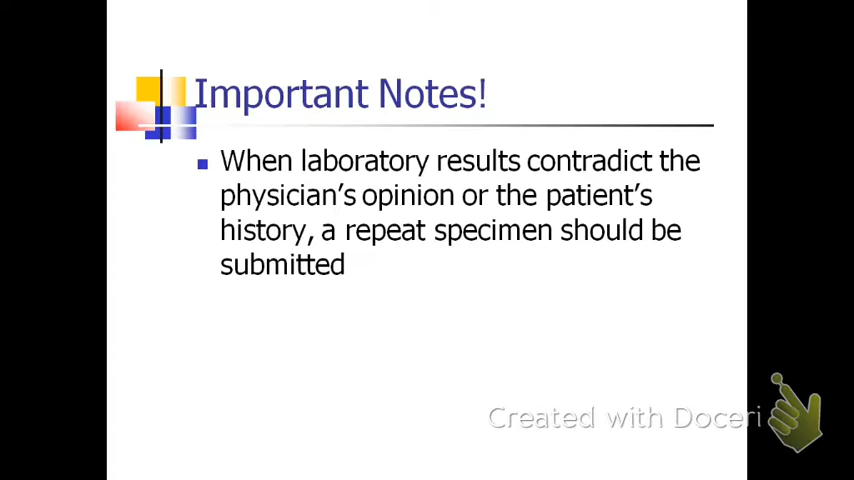 Important Notes!
When laboratory results contradict the
physician's opinion or the patient's
history, a repeat specimen should be
submitted
Created with Doceri